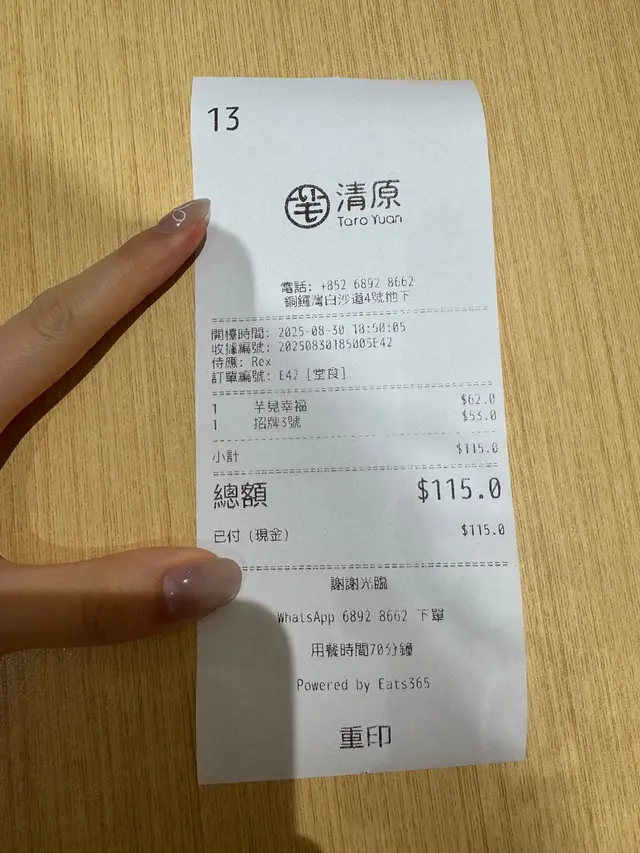 13
清原
Taro Yuan
電話: +852 6892 8662
銅鑼灣白沙道4號地下
開檯時間: 2025-08-30 18:50:05
收據編號: 20250830185005E42
侍應: Rex
訂單編號: E42 [堂食]
1 芋見幸福 $62.0
1 招牌3號 $53.0
小計 $115.0
總額 $115.0
已付 (現金) $115.0
謝謝光臨
WhatsApp 6892 8662 下單
用餐時間70分鐘
Powered by Eats365
重印